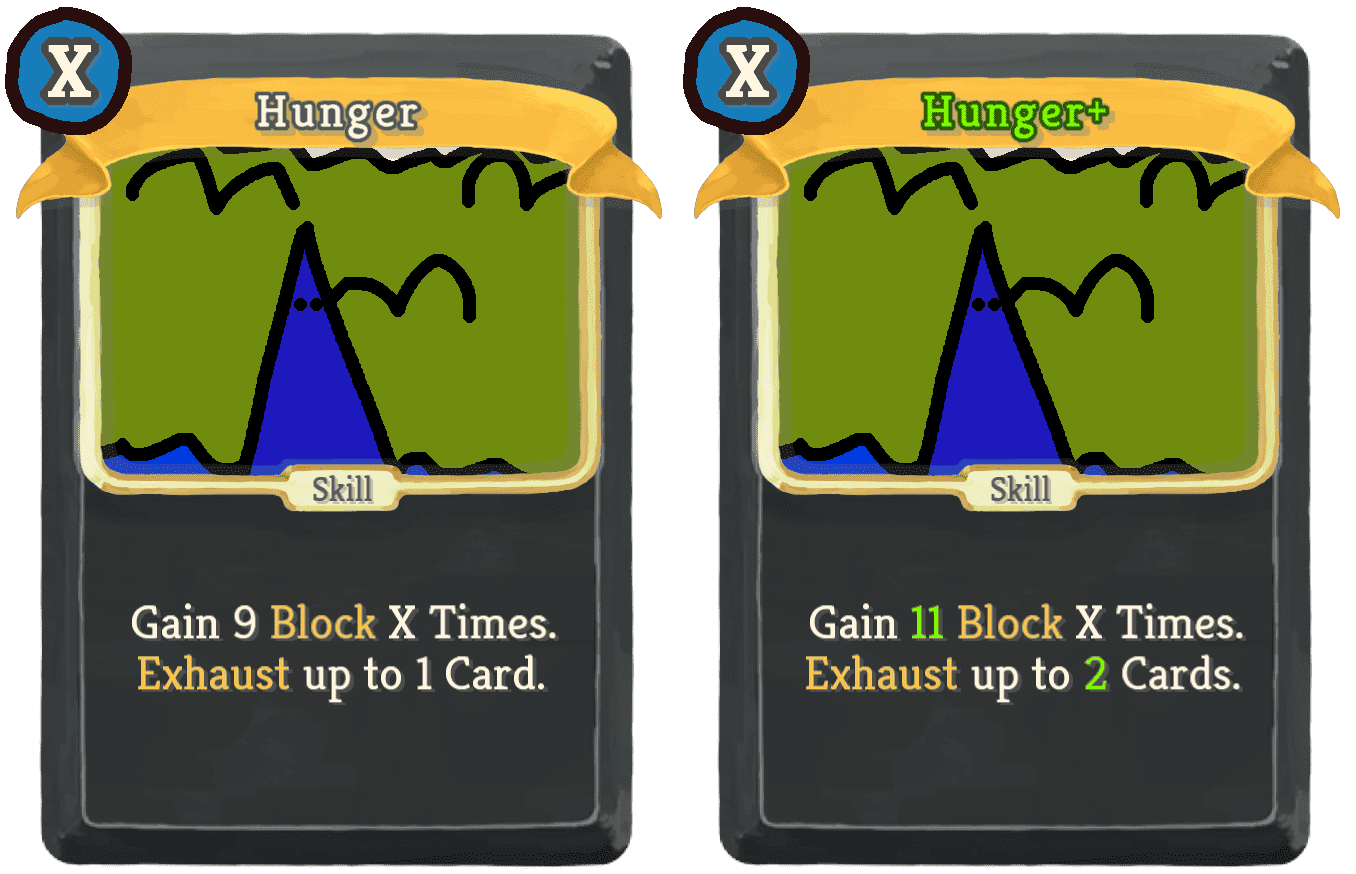 X
Hunger
Skill
Gain 9 Block X Times.
Exhaust up to 1 Card.
X
Hunger+
Skill
Gain 11 Block X Times.
Exhaust up to 2 Cards.